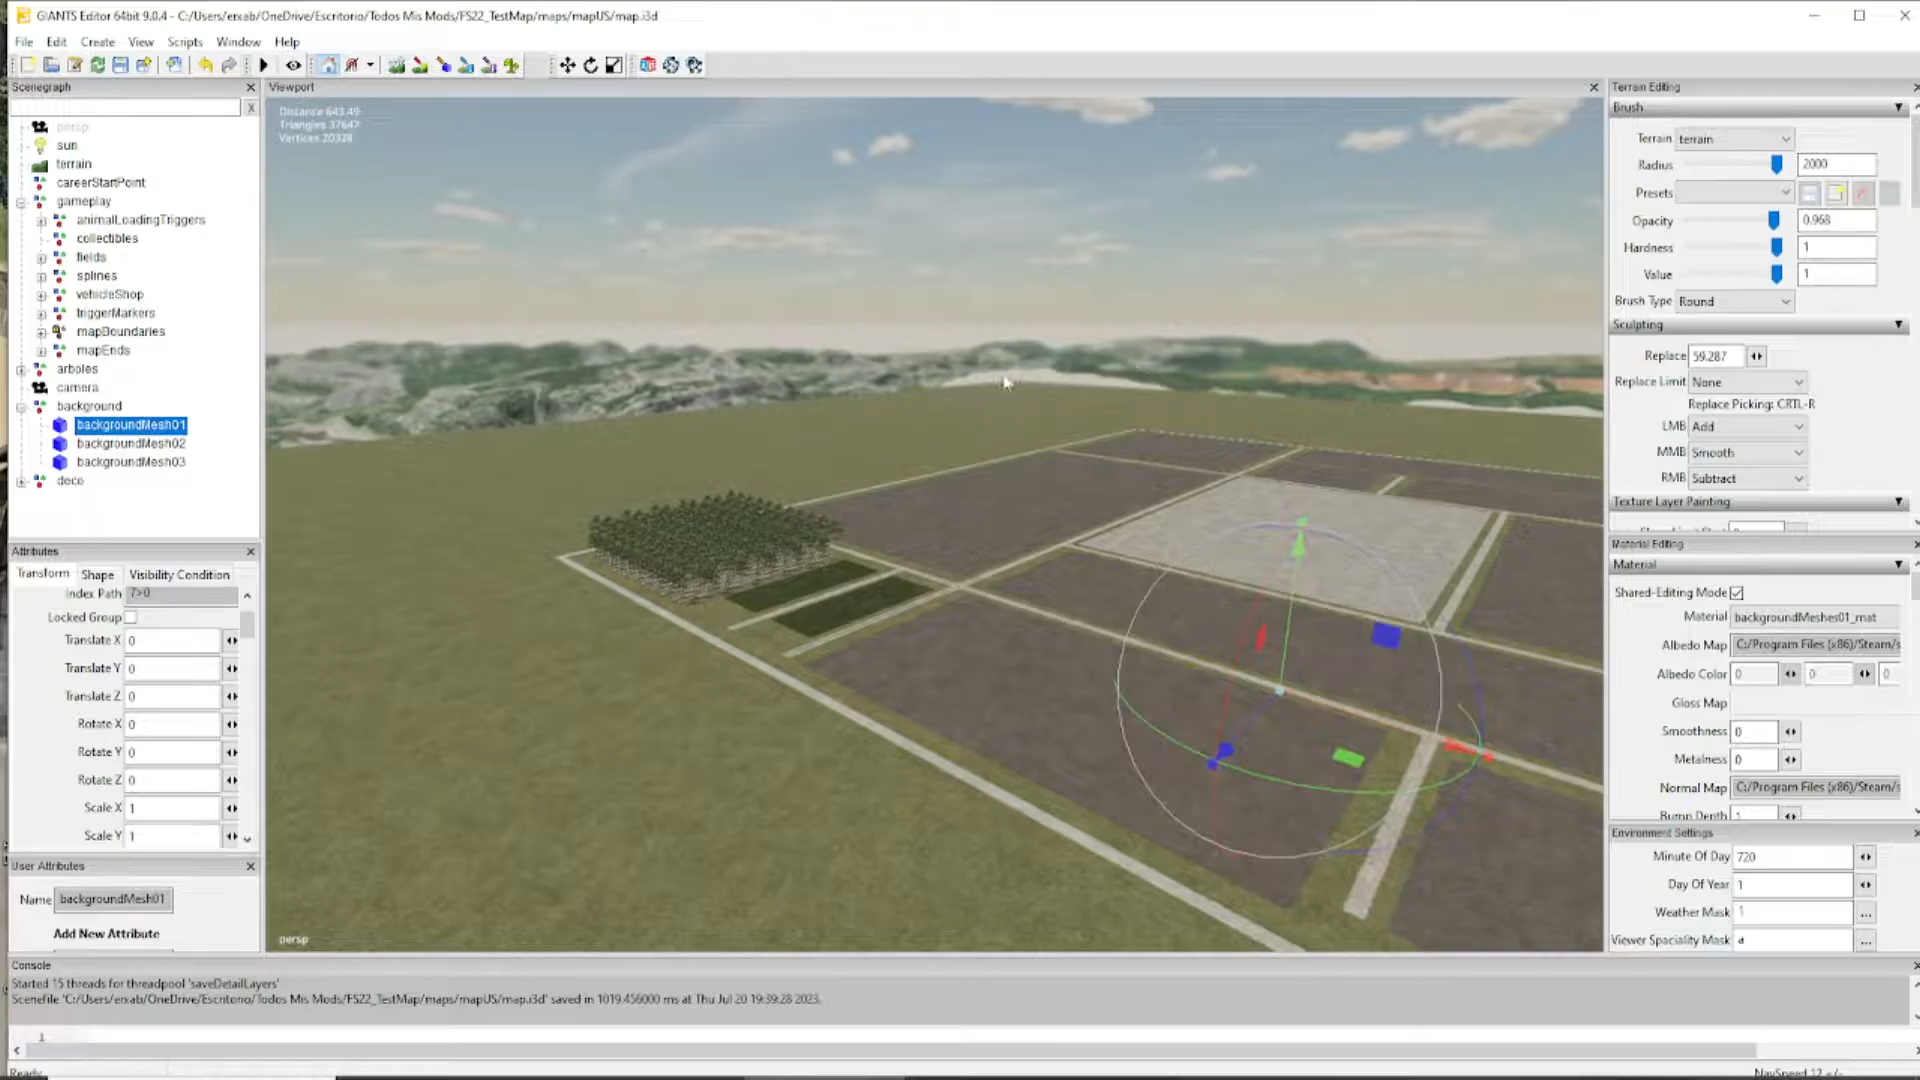 GIANTS Editor 64bit 9.0.4 - C:/Users/erxab/OneDrive/Escritorio/Todos Mis Mods/FS22_TestMap/maps/mapUS/map.i3d
File Edit Create View Scripts Window Help
Scenegraph
persp
sun
terrain
careerStartPoint
gameplay
animalLoadingTriggers
collectibles
fields
splines
vehicleShop
triggerMarkers
mapBoundaries
mapEnds
arboles
camera
background
backgroundMesh01
backgroundMesh02
backgroundMesh03
deco
Attributes
Transform Shape Visibility Condition
Index Path 7>0
Locked Group
Translate X 0
Translate Y 0
Translate Z 0
Rotate X 0
Rotate Y 0
Rotate Z 0
Scale X 1
Scale Y 1
User Attributes
Name backgroundMesh01
Add New Attribute
Viewport
Distance 643.49
Triangles 37647
Vertices 20328
persp
Terrain Editing
Brush
Terrain terrain
Radius 2000
Presets
Opacity 0.968
Hardness 1
Value 1
Brush Type Round
Sculpting
Replace 59.287
Replace Limit None
Replace Picking: CRTL-R
LMB Add
MMB Smooth
RMB Subtract
Texture Layer Painting
Material Editing
Material
Shared-Editing Mode
Material backgroundMeshes01_mat
Albedo Map C:/Program Files (x86)/Steam/s
Albedo Color 0 0 0
Gloss Map
Smoothness 0
Metalness 0
Normal Map C:/Program Files (x86)/Steam/s
Bump Depth 1
Environment Settings
Minute Of Day 720
Day Of Year 1
Weather Mask 1
Viewer Spaciality Mask a
Console
Started 15 threads for threadpool 'saveDetailLayers'
Scenefile 'C:/Users/erxab/OneDrive/Escritorio/Todos Mis Mods/FS22_TestMap/maps/mapUS/map.i3d' saved in 1019.456000 ms at Thu Jul 20 19:39:28 2023.
1
Ready
NavSpeed 12 +/-